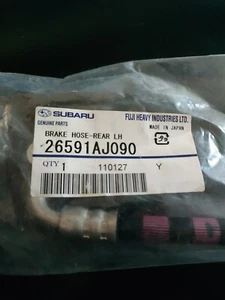 SUBARU
GENUINE PARTS
FUJI HEAVY INDUSTRIES LTD.
MADE IN JAPAN
BRAKE HOSE-REAR LH
26591AJ090
QTY
1 110127 Y